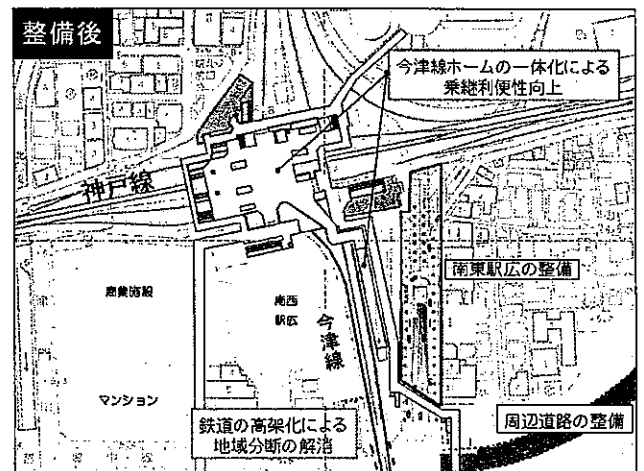 整備後
今津線ホームの一体化による
乗継利便性向上
神戸線
南東駅広の整備
商業施設
南西
駅広
今津線
マンション
鉄道の高架化による
地域分断の解消
周辺道路の整備